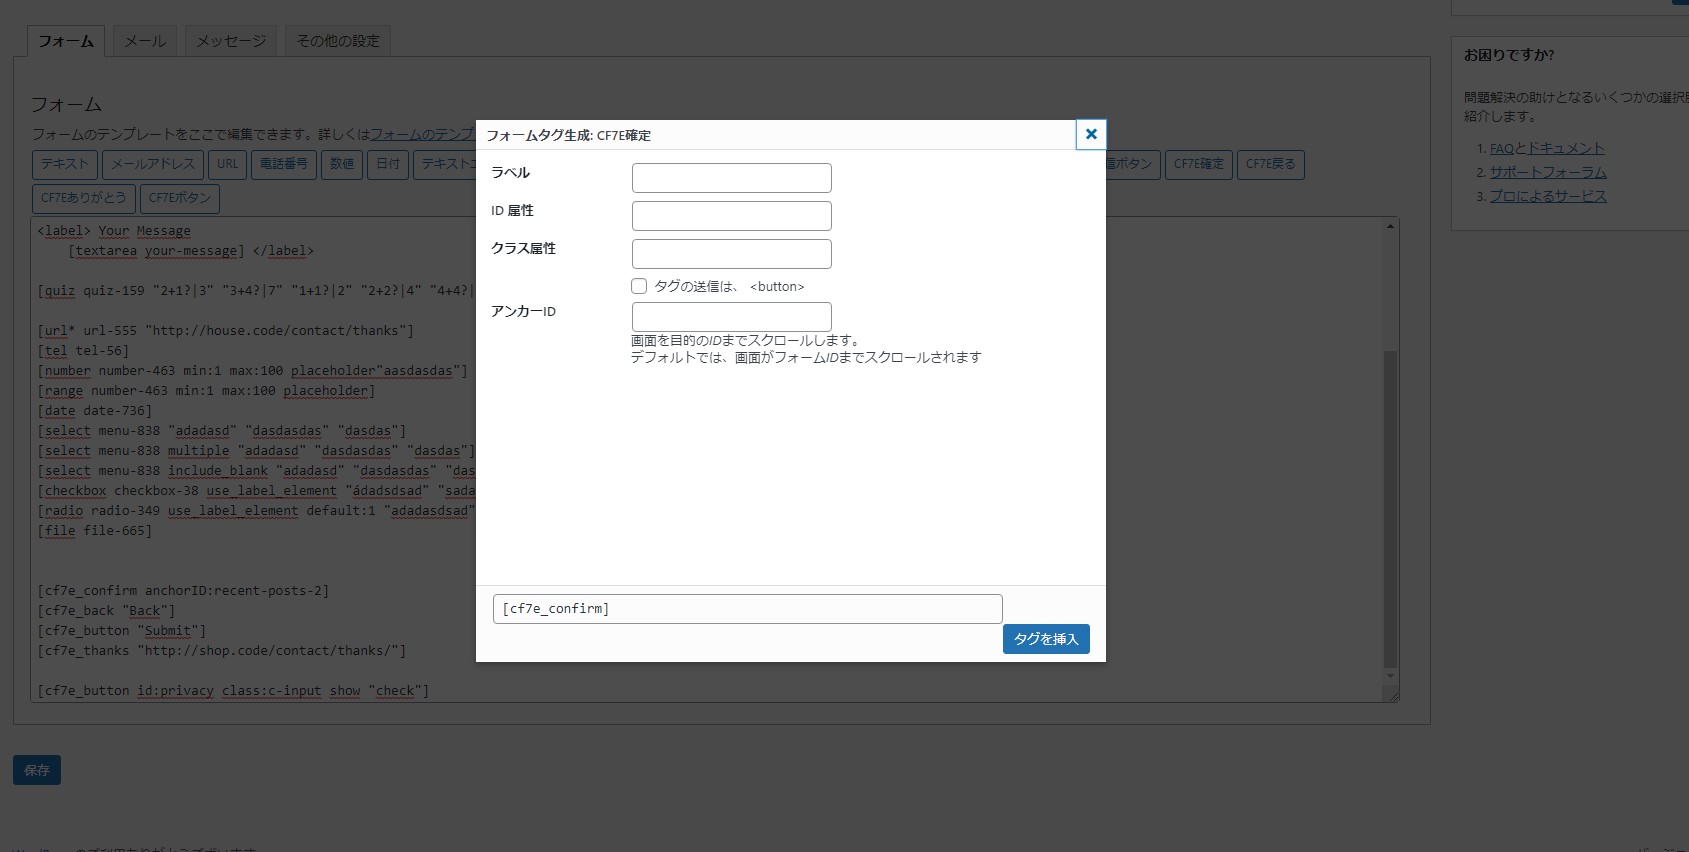 フォーム
メール
メッセージ
その他の設定
フォーム
フォームのテンプレートをここで編集できます。詳しくはフォームのテンプ
テキスト
メールアドレス
URL
電話番号
数値
日付
テキストエ
信ボタン
CF7E確定
CF7E戻る
CF7Eありがとう
CF7Eボタン
<label> Your Message
[textarea your-message] </label>
[quiz quiz-159 "2+1?|3" "3+4?|7" "1+1?|2" "2+2?|4" "4+4?|
[url* url-555 "http://house.code/contact/thanks"]
[tel tel-56]
[number number-463 min:1 max:100 placeholder"aasdasdas"]
[range number-463 min:1 max:100 placeholder]
[date date-736]
[select menu-838 "adadasd" "dasdasdas" "dasdas"]
[select menu-838 multiple "adadasd" "dasdasdas" "dasdas"]
[select menu-838 include_blank "adadasd" "dasdasdas" "das
[checkbox checkbox-38 use_label_element "ádadsdsad" "sada
[radio radio-349 use_label_element default:1 "adadasdsad"
[file file-665]
[cf7e_confirm anchorID:recent-posts-2]
[cf7e_back "Back"]
[cf7e_button "Submit"]
[cf7e_thanks "http://shop.code/contact/thanks/"]
[cf7e_button id:privacy class:c-input show "check"]
保存
フォームタグ生成: CF7E確定
ラベル
ID 属性
クラス属性
タグの送信は、 <button>
アンカーID
画面を目的のIDまでスクロールします。
デフォルトでは、画面がフォームIDまでスクロールされます
[cf7e_confirm]
タグを挿入
お困りですか?
問題解決の助けとなるいくつかの選択肢
紹介します。
1. FAQとドキュメント
2. サポートフォーラム
3. プロによるサービス